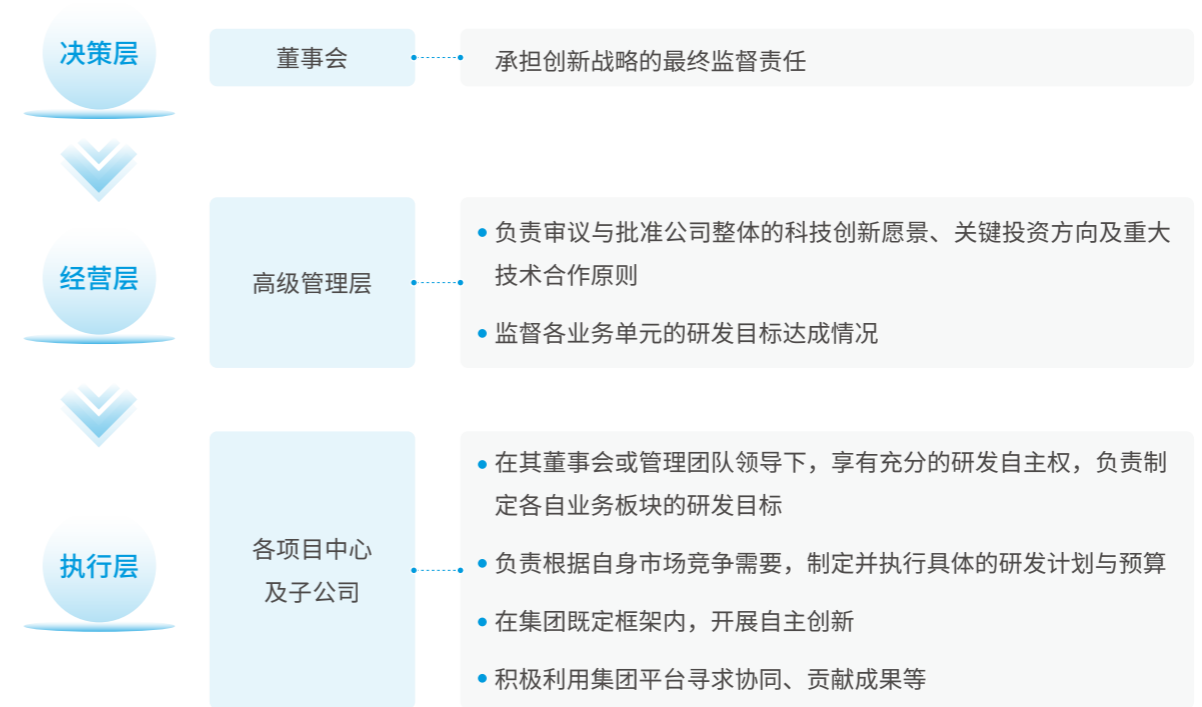 决策层
董事会
承担创新战略的最终监督责任
经营层
高级管理层
负责审议与批准公司整体的科技创新愿景、关键投资方向及重大
技术合作原则
监督各业务单元的研发目标达成情况
执行层
各项目中心
及子公司
在其董事会或管理团队领导下，享有充分的研发自主权，负责制
定各自业务板块的研发目标
负责根据自身市场竞争需要，制定并执行具体的研发计划与预算
在集团既定框架内，开展自主创新
积极利用集团平台寻求协同、贡献成果等